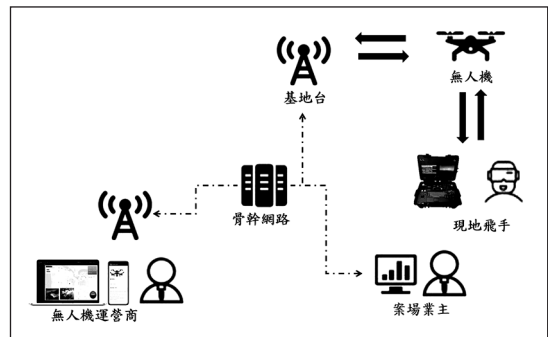 無人機
基地台
現地飛手
骨幹網路
無人機運營商
案場業主